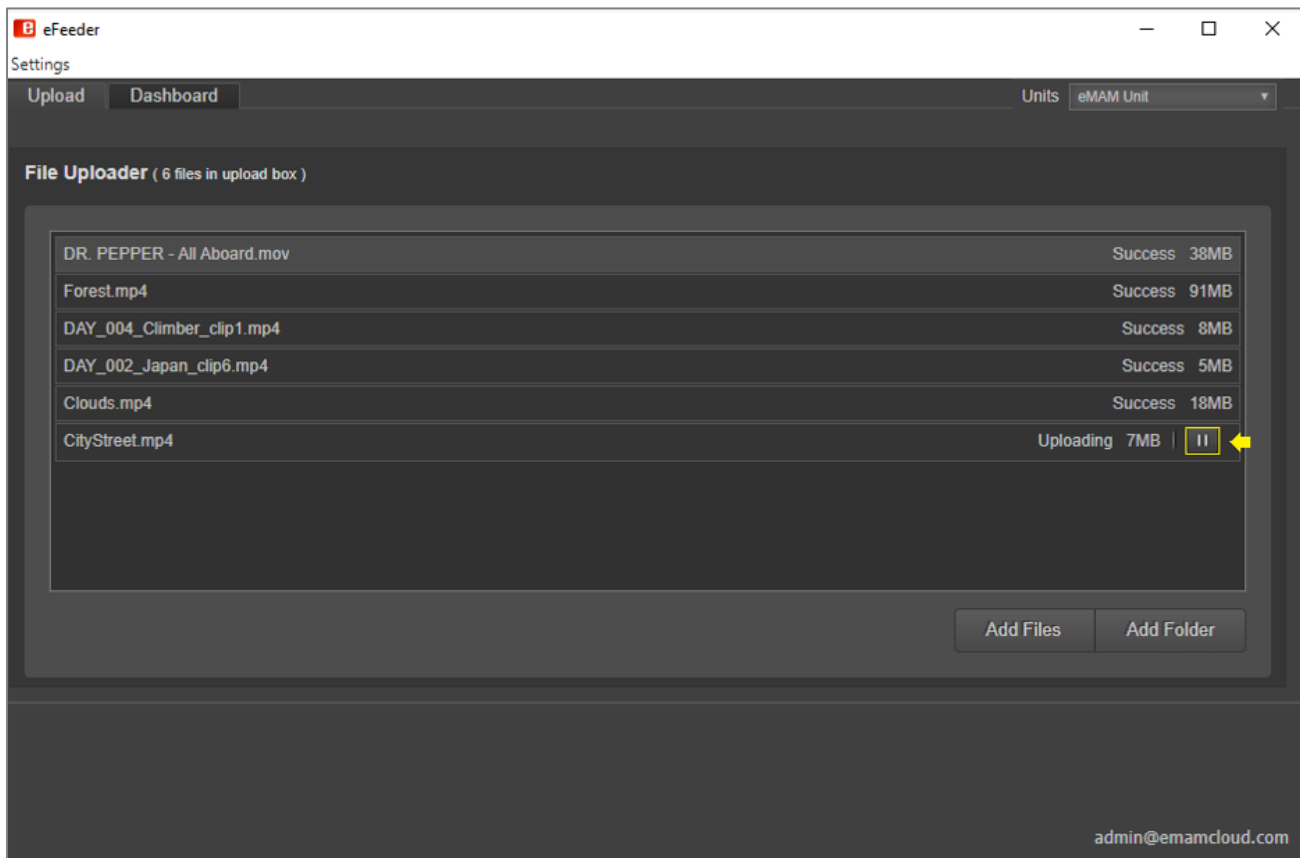 eFeeder
Settings
Upload Dashboard Units eMAM Unit
File Uploader ( 6 files in upload box )
DR. PEPPER - All Aboard.mov Success 38MB
Forest.mp4 Success 91MB
DAY_004_Climber_clip1.mp4 Success 8MB
DAY_002_Japan_clip6.mp4 Success 5MB
Clouds.mp4 Success 18MB
CityStreet.mp4 Uploading 7MB
Add Files Add Folder
admin@emamcloud.com